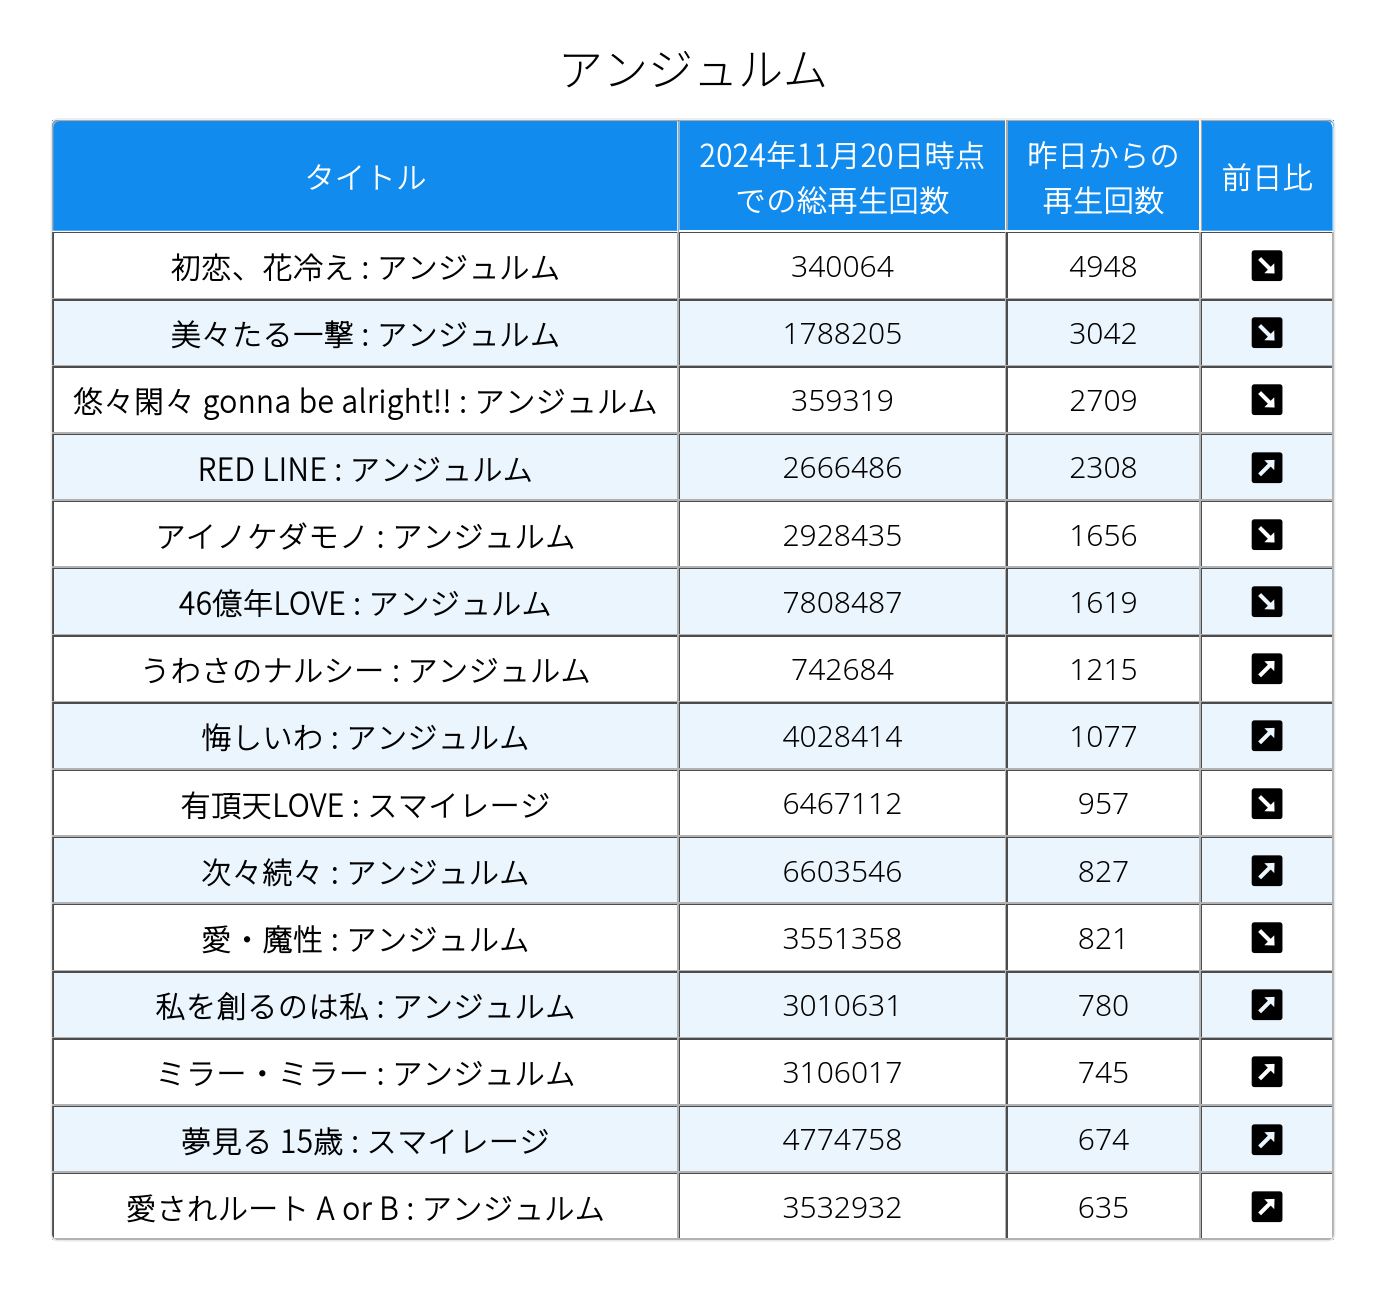 アンジュルム
タイトル 2024年11月20日時点での総再生回数 昨日からの再生回数 前日比
初恋、花冷え : アンジュルム 340064 4948 ↘
美々たる一撃 : アンジュルム 1788205 3042 ↘
悠々閑々 gonna be alright!! : アンジュルム 359319 2709 ↘
RED LINE : アンジュルム 2666486 2308 ↗
アイノケダモノ : アンジュルム 2928435 1656 ↘
46億年LOVE : アンジュルム 7808487 1619 ↘
うわさのナルシー : アンジュルム 742684 1215 ↗
悔しいわ : アンジュルム 4028414 1077 ↗
有頂天LOVE : スマイレージ 6467112 957 ↘
次々続々 : アンジュルム 6603546 827 ↗
愛・魔性 : アンジュルム 3551358 821 ↘
私を創るのは私 : アンジュルム 3010631 780 ↗
ミラー・ミラー : アンジュルム 3106017 745 ↗
夢見る 15歳 : スマイレージ 4774758 674 ↗
愛されルート A or B : アンジュルム 3532932 635 ↗